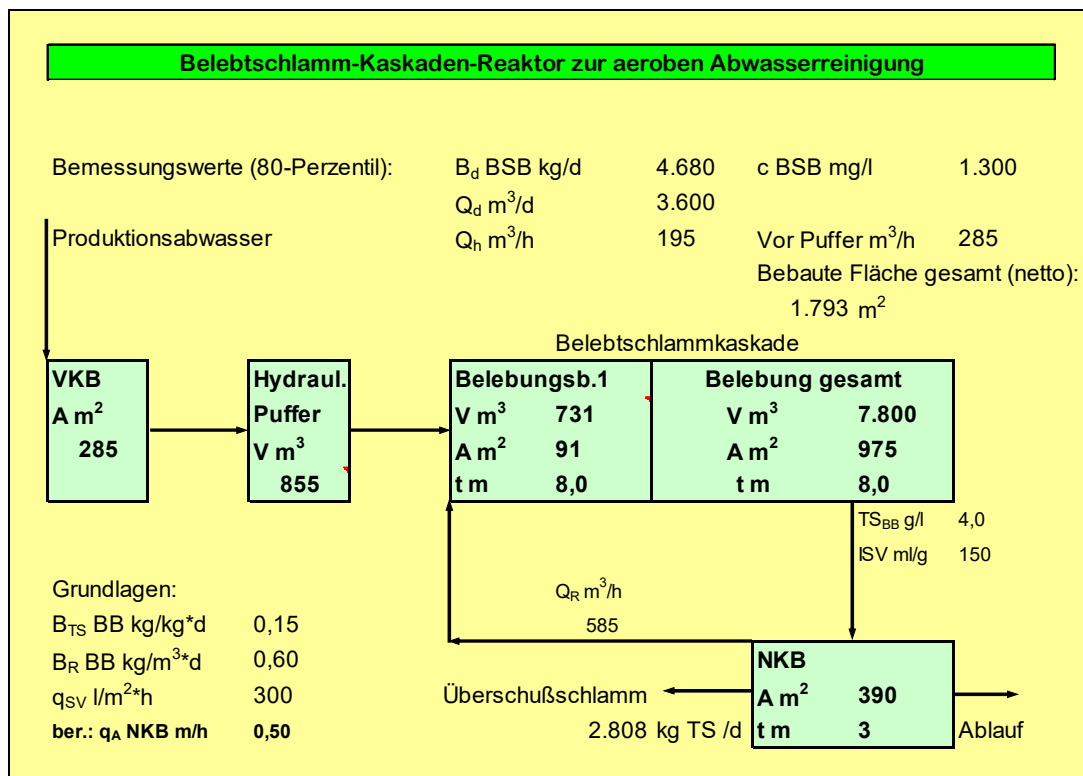 Belebtschlamm-Kaskaden-Reaktor zur aeroben Abwasserreinigung
Bemessungswerte (80-Perzentil): B_d BSB kg/d 4.680 c BSB mg/l 1.300
Q_d m³/d 3.600
Produktionsabwasser Q_h m³/h 195 Vor Puffer m³/h 285
Bebaute Fläche gesamt (netto):
1.793 m²
Belebtschlammkaskade
VKB
A m²
285
Hydraul.
Puffer
V m³
855
Belebungsb.1
V m³ 731
A m² 91
t m 8,0
Belebung gesamt
V m³ 7.800
A m² 975
t m 8,0
TS_BB g/l 4,0
ISV ml/g 150
Q_R m³/h
585
Grundlagen:
B_TS BB kg/kg*d 0,15
B_R BB kg/m³*d 0,60
q_SV l/m²*h 300
ber.: q_A NKB m/h 0,50
NKB
A m² 390
t m 3
Überschußschlamm
2.808 kg TS /d
Ablauf